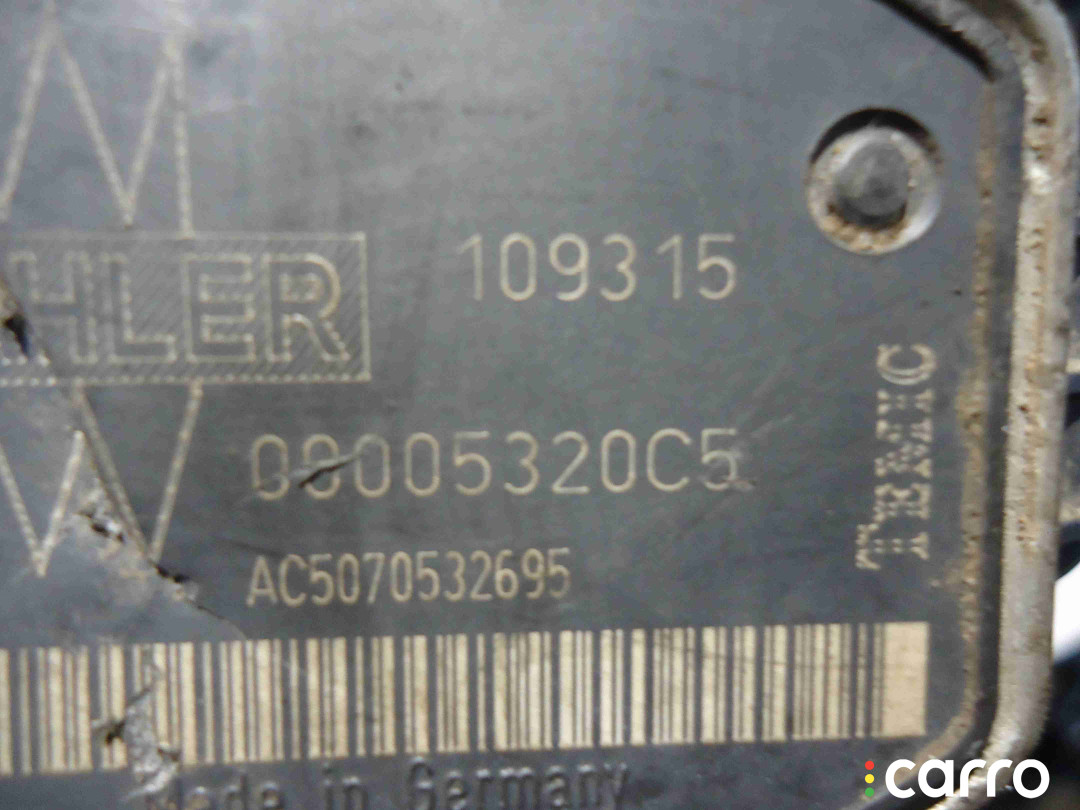 HLER
109315
00005320C5
TEMIC
AC5070532695
Made in Germany
carro